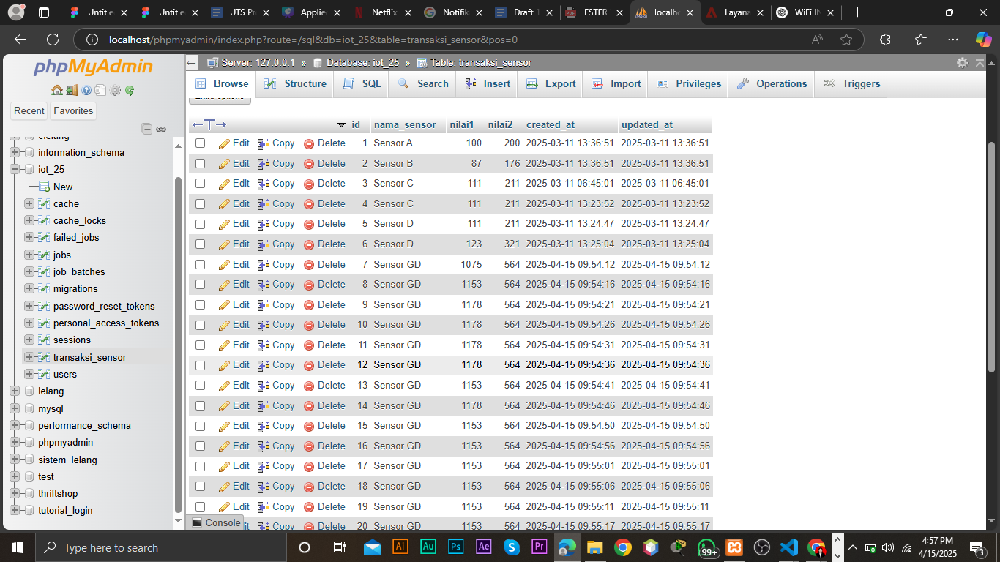 Untitle
Untitle
UTS Pr
Applie
Netflix
Notifik
Draft 1
ESTER
localh
Layana
WiFi IN
localhost/phpmyadmin/index.php?route=/sql&db=iot_25&table=transaksi_sensor&pos=0
phpMyAdmin
Recent Favorites
information_schema
iot_25
New
cache
cache_locks
failed_jobs
jobs
job_batches
migrations
password_reset_tokens
personal_access_tokens
sessions
transaksi_sensor
users
lelang
mysql
performance_schema
phpmyadmin
sistem_lelang
test
thriftshop
tutorial_login
Server: 127.0.0.1 » Database: iot_25 » Table: transaksi_sensor
Browse Structure SQL Search Insert Export Import Privileges Operations Triggers
Extra options
id nama_sensor nilai1 nilai2 created_at updated_at
Edit Copy Delete 1 Sensor A 100 200 2025-03-11 13:36:51 2025-03-11 13:36:51
Edit Copy Delete 2 Sensor B 87 176 2025-03-11 13:36:51 2025-03-11 13:36:51
Edit Copy Delete 3 Sensor C 111 211 2025-03-11 06:45:01 2025-03-11 06:45:01
Edit Copy Delete 4 Sensor C 111 211 2025-03-11 13:23:52 2025-03-11 13:23:52
Edit Copy Delete 5 Sensor D 111 211 2025-03-11 13:24:47 2025-03-11 13:24:47
Edit Copy Delete 6 Sensor D 123 321 2025-03-11 13:25:04 2025-03-11 13:25:04
Edit Copy Delete 7 Sensor GD 1075 564 2025-04-15 09:54:12 2025-04-15 09:54:12
Edit Copy Delete 8 Sensor GD 1153 564 2025-04-15 09:54:16 2025-04-15 09:54:16
Edit Copy Delete 9 Sensor GD 1178 564 2025-04-15 09:54:21 2025-04-15 09:54:21
Edit Copy Delete 10 Sensor GD 1178 564 2025-04-15 09:54:26 2025-04-15 09:54:26
Edit Copy Delete 11 Sensor GD 1178 564 2025-04-15 09:54:31 2025-04-15 09:54:31
Edit Copy Delete 12 Sensor GD 1178 564 2025-04-15 09:54:36 2025-04-15 09:54:36
Edit Copy Delete 13 Sensor GD 1153 564 2025-04-15 09:54:41 2025-04-15 09:54:41
Edit Copy Delete 14 Sensor GD 1178 564 2025-04-15 09:54:46 2025-04-15 09:54:46
Edit Copy Delete 15 Sensor GD 1153 564 2025-04-15 09:54:50 2025-04-15 09:54:50
Edit Copy Delete 16 Sensor GD 1153 564 2025-04-15 09:54:56 2025-04-15 09:54:56
Edit Copy Delete 17 Sensor GD 1153 564 2025-04-15 09:55:01 2025-04-15 09:55:01
Edit Copy Delete 18 Sensor GD 1153 564 2025-04-15 09:55:06 2025-04-15 09:55:06
Edit Copy Delete 19 Sensor GD 1153 564 2025-04-15 09:55:11 2025-04-15 09:55:11
Copy Delete 20 Sensor GD 1153 564 2025-04-15 09:55:17 2025-04-15 09:55:17
Console
Type here to search
Ai Au Ps Ae Pr 99+
4:57 PM
4/15/2025
3